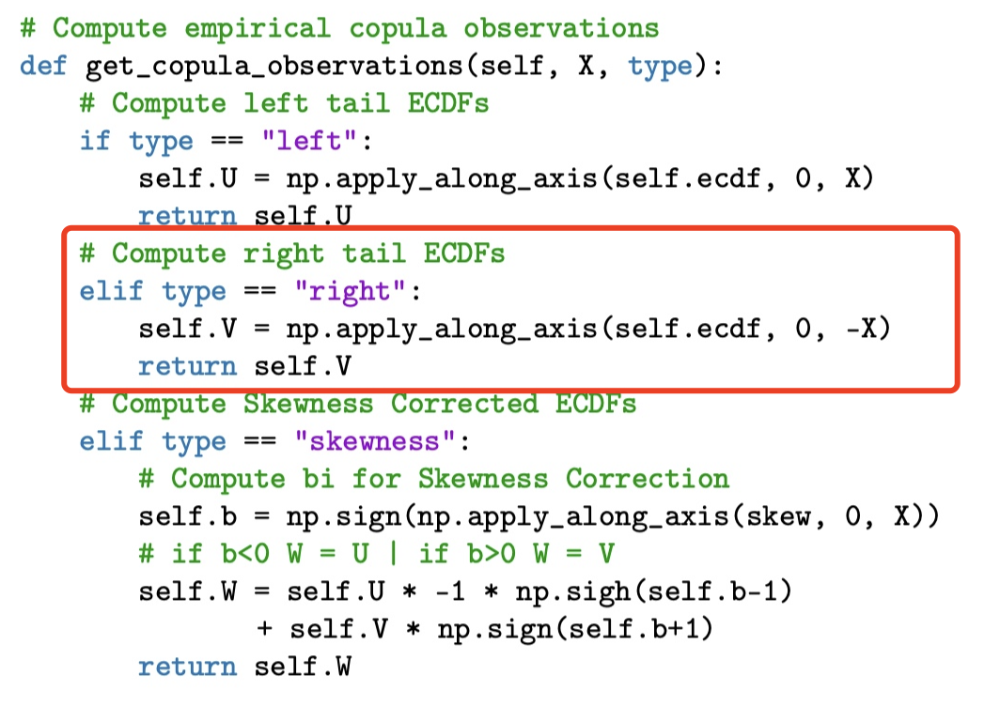 # Compute empirical copula observations
def get_copula_observations(self, X, type):
    # Compute left tail ECDFs
    if type == "left":
        self.U = np.apply_along_axis(self.ecdf, 0, X)
        return self.U
    # Compute right tail ECDFs
    elif type == "right":
        self.V = np.apply_along_axis(self.ecdf, 0, -X)
        return self.V
    # Compute Skewness Corrected ECDFs
    elif type == "skewness":
        # Compute bi for Skewness Correction
        self.b = np.sign(np.apply_along_axis(skew, 0, X))
        # if b<0 W = U | if b>0 W = V
        self.W = self.U * -1 * np.sigh(self.b-1)
                + self.V * np.sign(self.b+1)
        return self.W